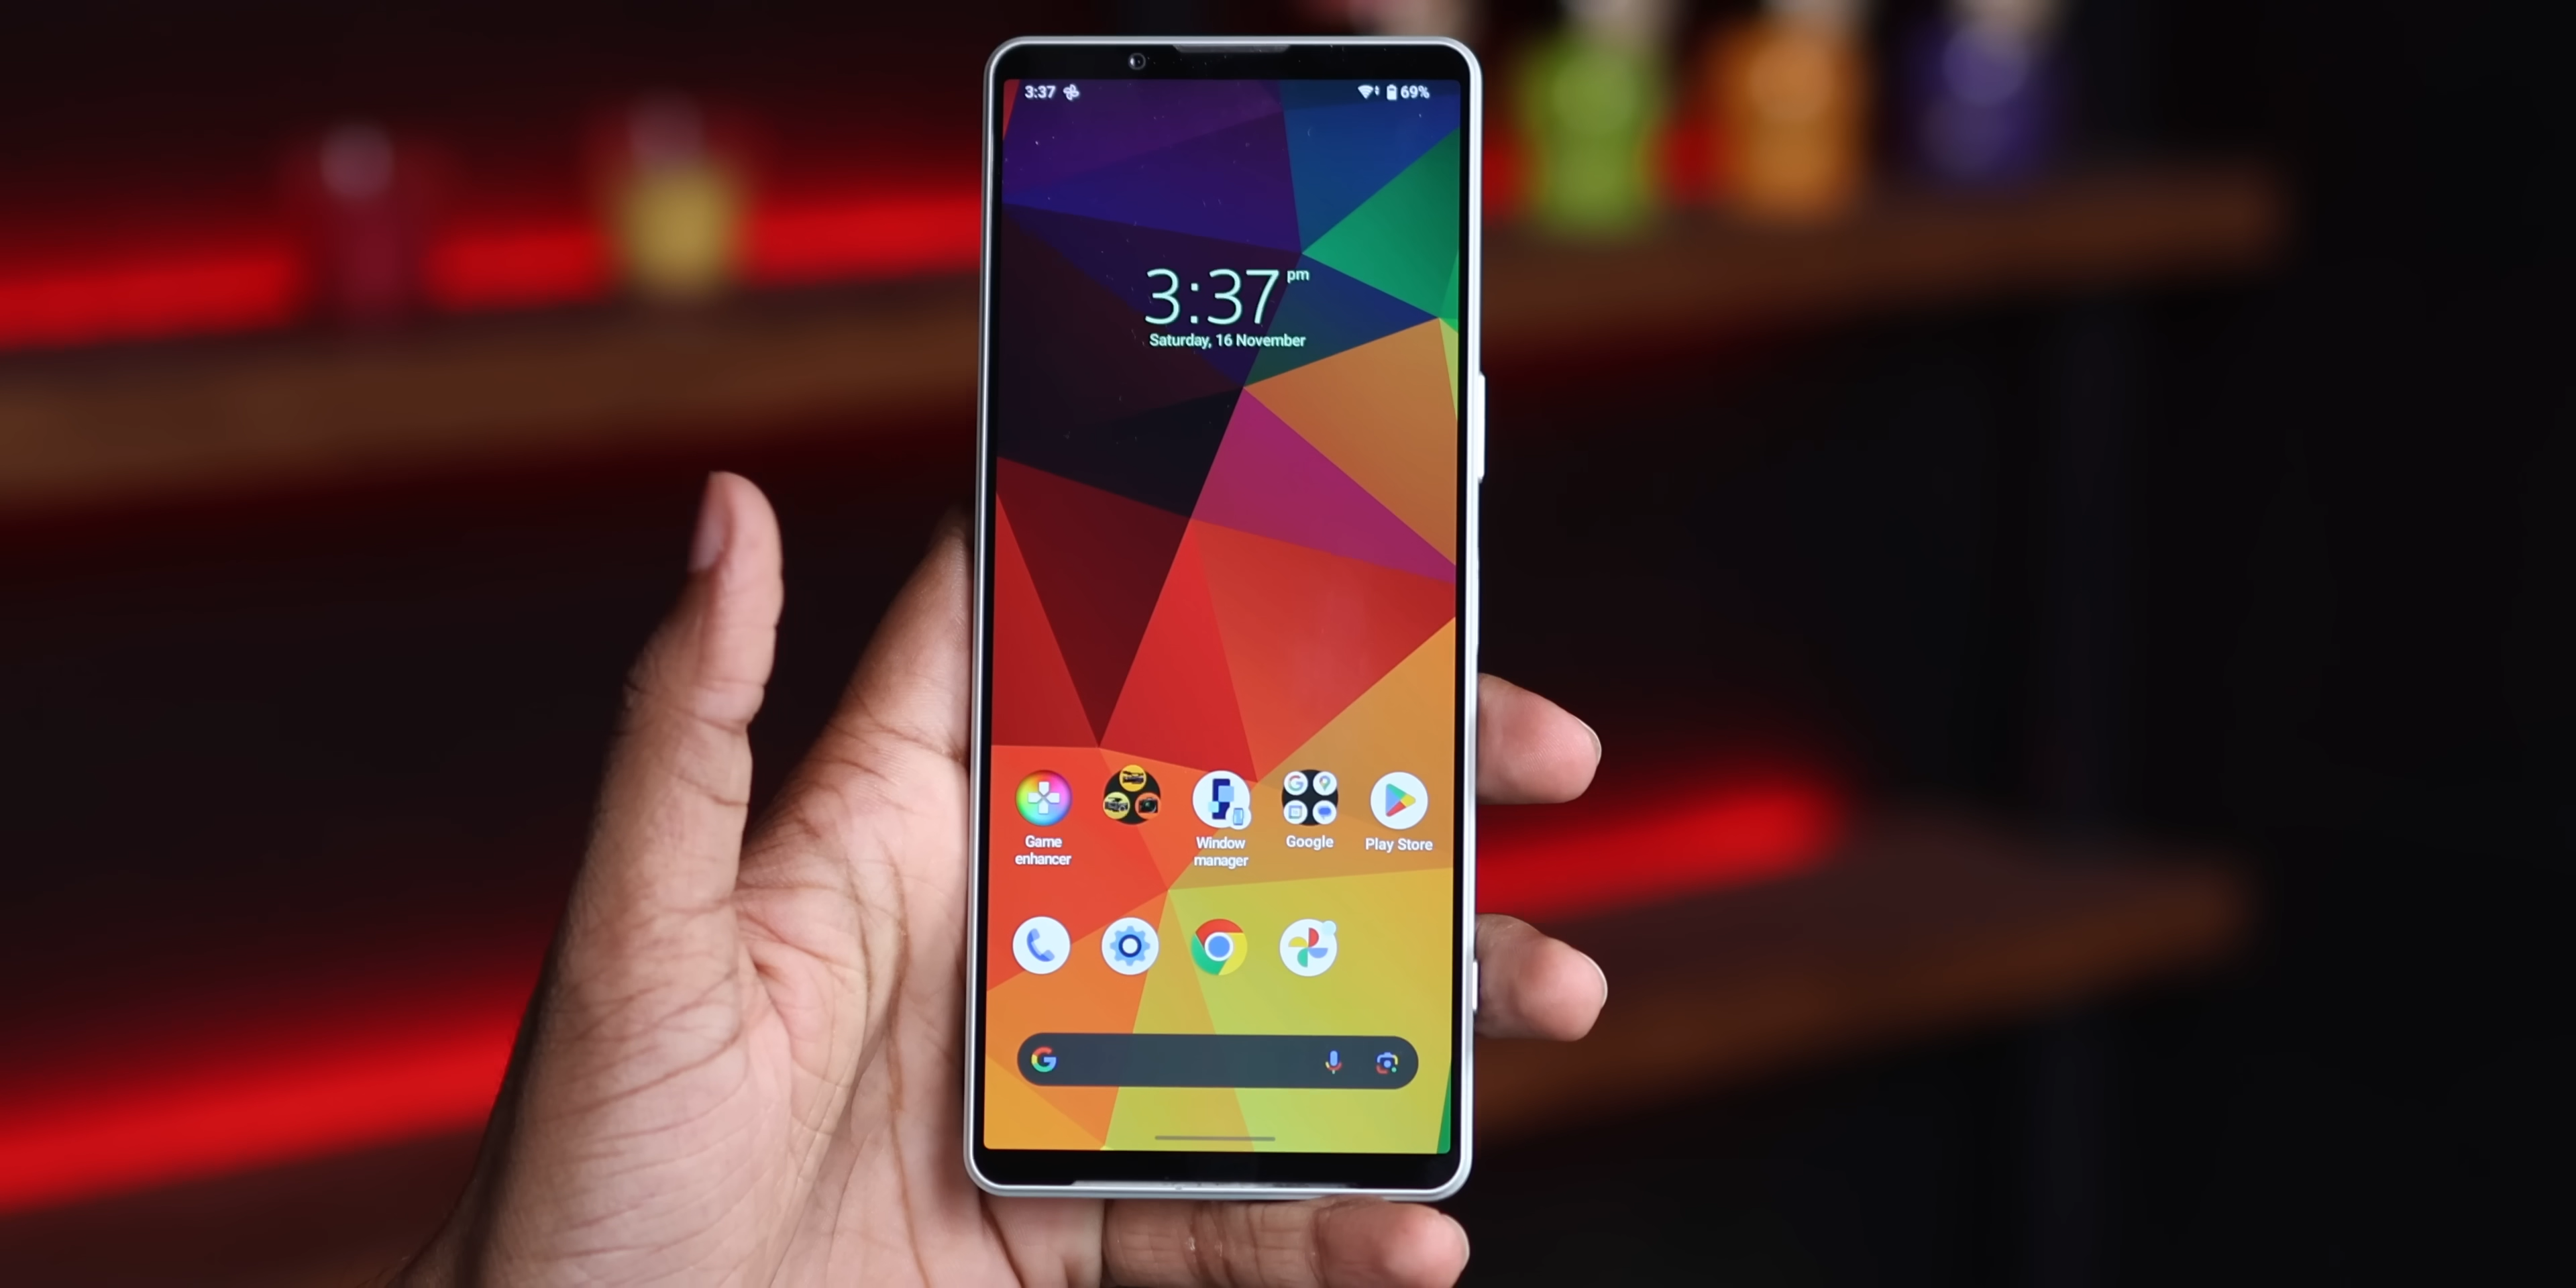 3:37
69%
3:37 pm
Saturday, 16 November
Game
enhancer
Window
manager
Google
Play Store